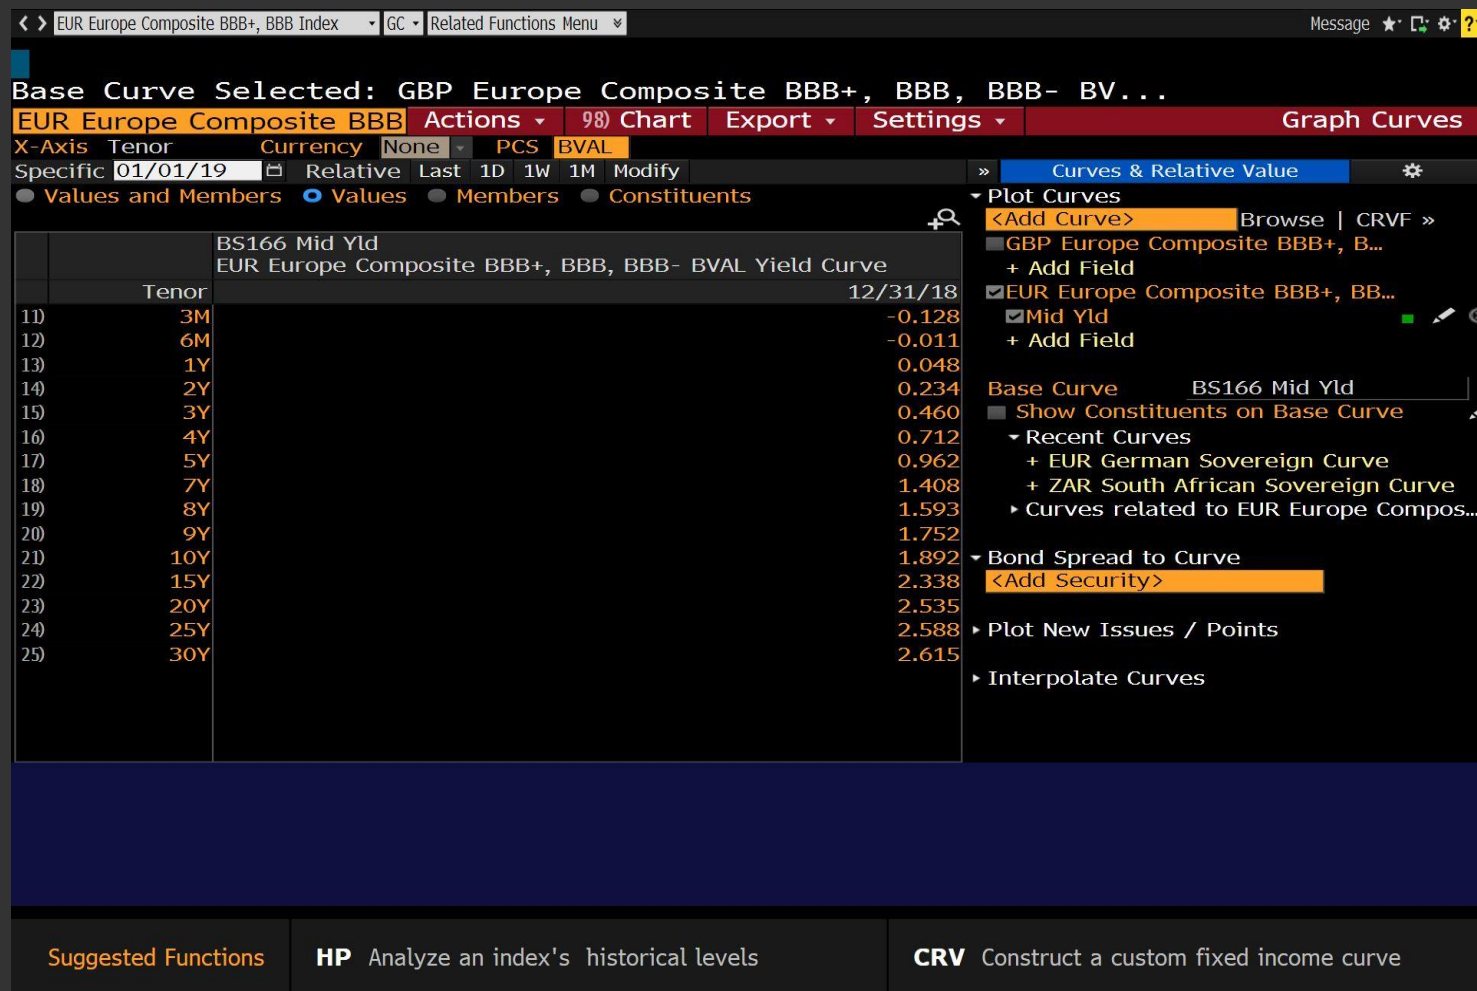 EUR Europe Composite BBB+, BBB Index GC Related Functions Menu Message ?
Base Curve Selected: GBP Europe Composite BBB+, BBB, BBB- BV...
EUR Europe Composite BBB Actions 98) Chart Export Settings Graph Curves
X-Axis Tenor Currency None PCS BVAL
Specific 01/01/19 Relative Last 1D 1W 1M Modify » Curves & Relative Value
Values and Members Values Members Constituents
BS166 Mid Yld
EUR Europe Composite BBB+, BBB, BBB- BVAL Yield Curve
Tenor 12/31/18
11) 3M -0.128
12) 6M -0.011
13) 1Y 0.048
14) 2Y 0.234
15) 3Y 0.460
16) 4Y 0.712
17) 5Y 0.962
18) 7Y 1.408
19) 8Y 1.593
20) 9Y 1.752
21) 10Y 1.892
22) 15Y 2.338
23) 20Y 2.535
24) 25Y 2.588
25) 30Y 2.615
Plot Curves
<Add Curve> Browse | CRVF »
GBP Europe Composite BBB+, B...
+ Add Field
EUR Europe Composite BBB+, BB...
Mid Yld
+ Add Field
Base Curve BS166 Mid Yld
Show Constituents on Base Curve
Recent Curves
+ EUR German Sovereign Curve
+ ZAR South African Sovereign Curve
Curves related to EUR Europe Compos...
Bond Spread to Curve
<Add Security>
Plot New Issues / Points
Interpolate Curves
Suggested Functions HP Analyze an index's historical levels CRV Construct a custom fixed income curve